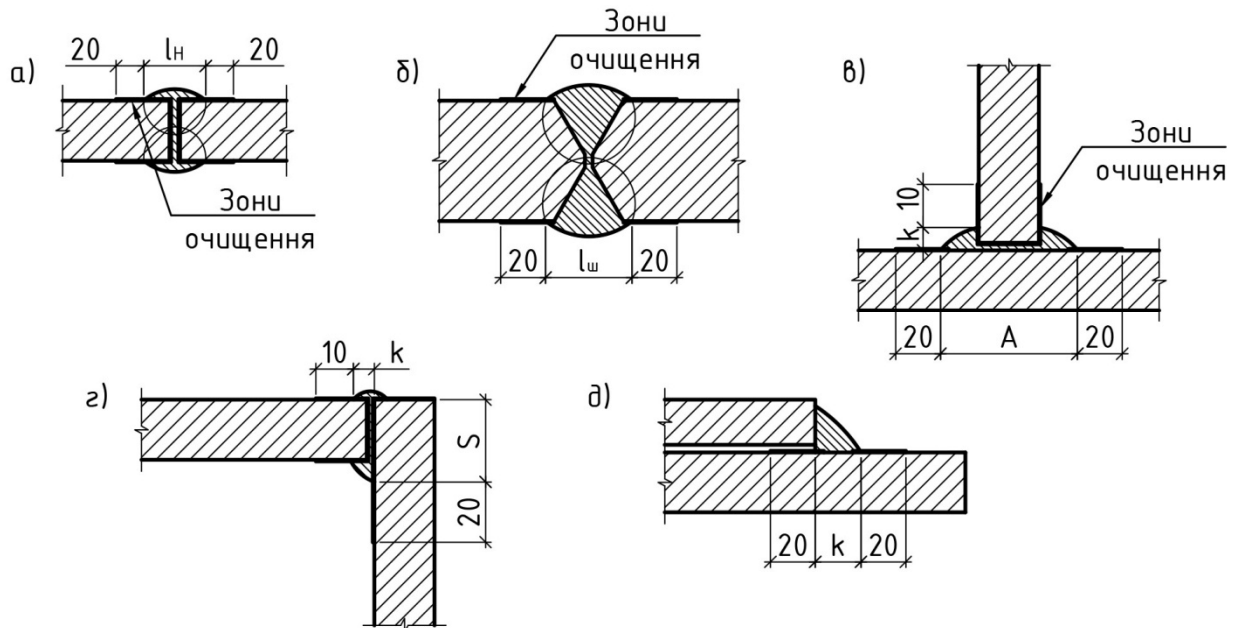 а)
20 lн 20
Зони
очищення
б)
Зони
очищення
20 lш 20
в)
Зони
очищення
10
k
20 А 20
г)
10 k
S
20
д)
20 k 20